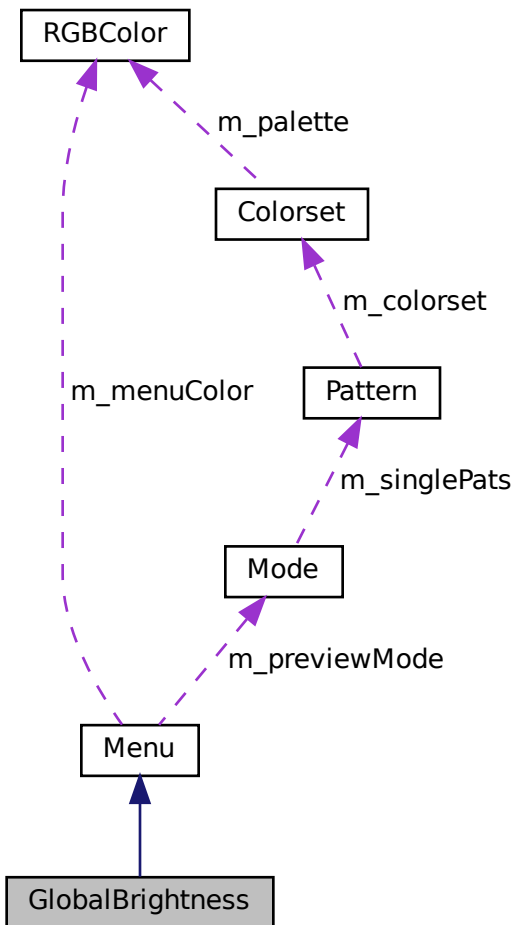 RGBColor
m_palette
Colorset
m_colorset
m_menuColor
Pattern
m_singlePats
Mode
m_previewMode
Menu
GlobalBrightness